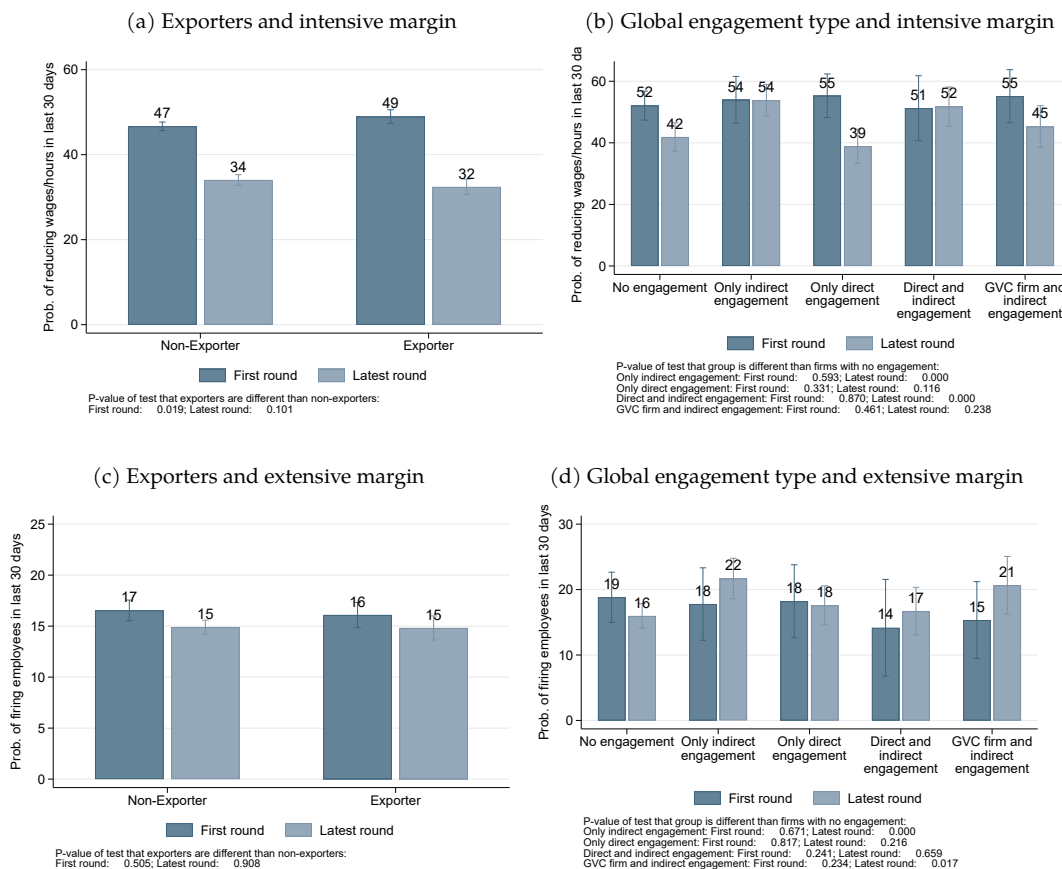 (a) Exporters and intensive margin
Prob. of reducing wages/hours in last 30 days
60
40
20
0
47
34
49
32
Non-Exporter
Exporter
First round
Latest round
P-value of test that exporters are different than non-exporters:
First round: 0.019; Latest round: 0.101
(b) Global engagement type and intensive margin
Prob. of reducing wages/hours in last 30 da
60
40
20
0
52
42
54
54
55
39
51
52
55
45
No engagement
Only indirect
engagement
Only direct
engagement
Direct and
indirect
engagement
GVC firm and
indirect
engagement
First round
Latest round
P-value of test that group is different than firms with no engagement:
Only indirect engagement: First round: 0.593; Latest round: 0.000
Only direct engagement: First round: 0.331; Latest round: 0.116
Direct and indirect engagement: First round: 0.870; Latest round: 0.000
GVC firm and indirect engagement: First round: 0.461; Latest round: 0.238
(c) Exporters and extensive margin
Prob. of firing employees in last 30 days
25
20
15
10
5
0
17
15
16
15
Non-Exporter
Exporter
First round
Latest round
P-value of test that exporters are different than non-exporters:
First round: 0.505; Latest round: 0.908
(d) Global engagement type and extensive margin
Prob. of firing employees in last 30 days
30
20
10
0
19
16
18
22
18
18
14
17
15
21
No engagement
Only indirect
engagement
Only direct
engagement
Direct and
indirect
engagement
GVC firm and
indirect
engagement
First round
Latest round
P-value of test that group is different than firms with no engagement:
Only indirect engagement: First round: 0.671; Latest round: 0.000
Only direct engagement: First round: 0.817; Latest round: 0.216
Direct and indirect engagement: First round: 0.241; Latest round: 0.659
GVC firm and indirect engagement: First round: 0.234; Latest round: 0.017